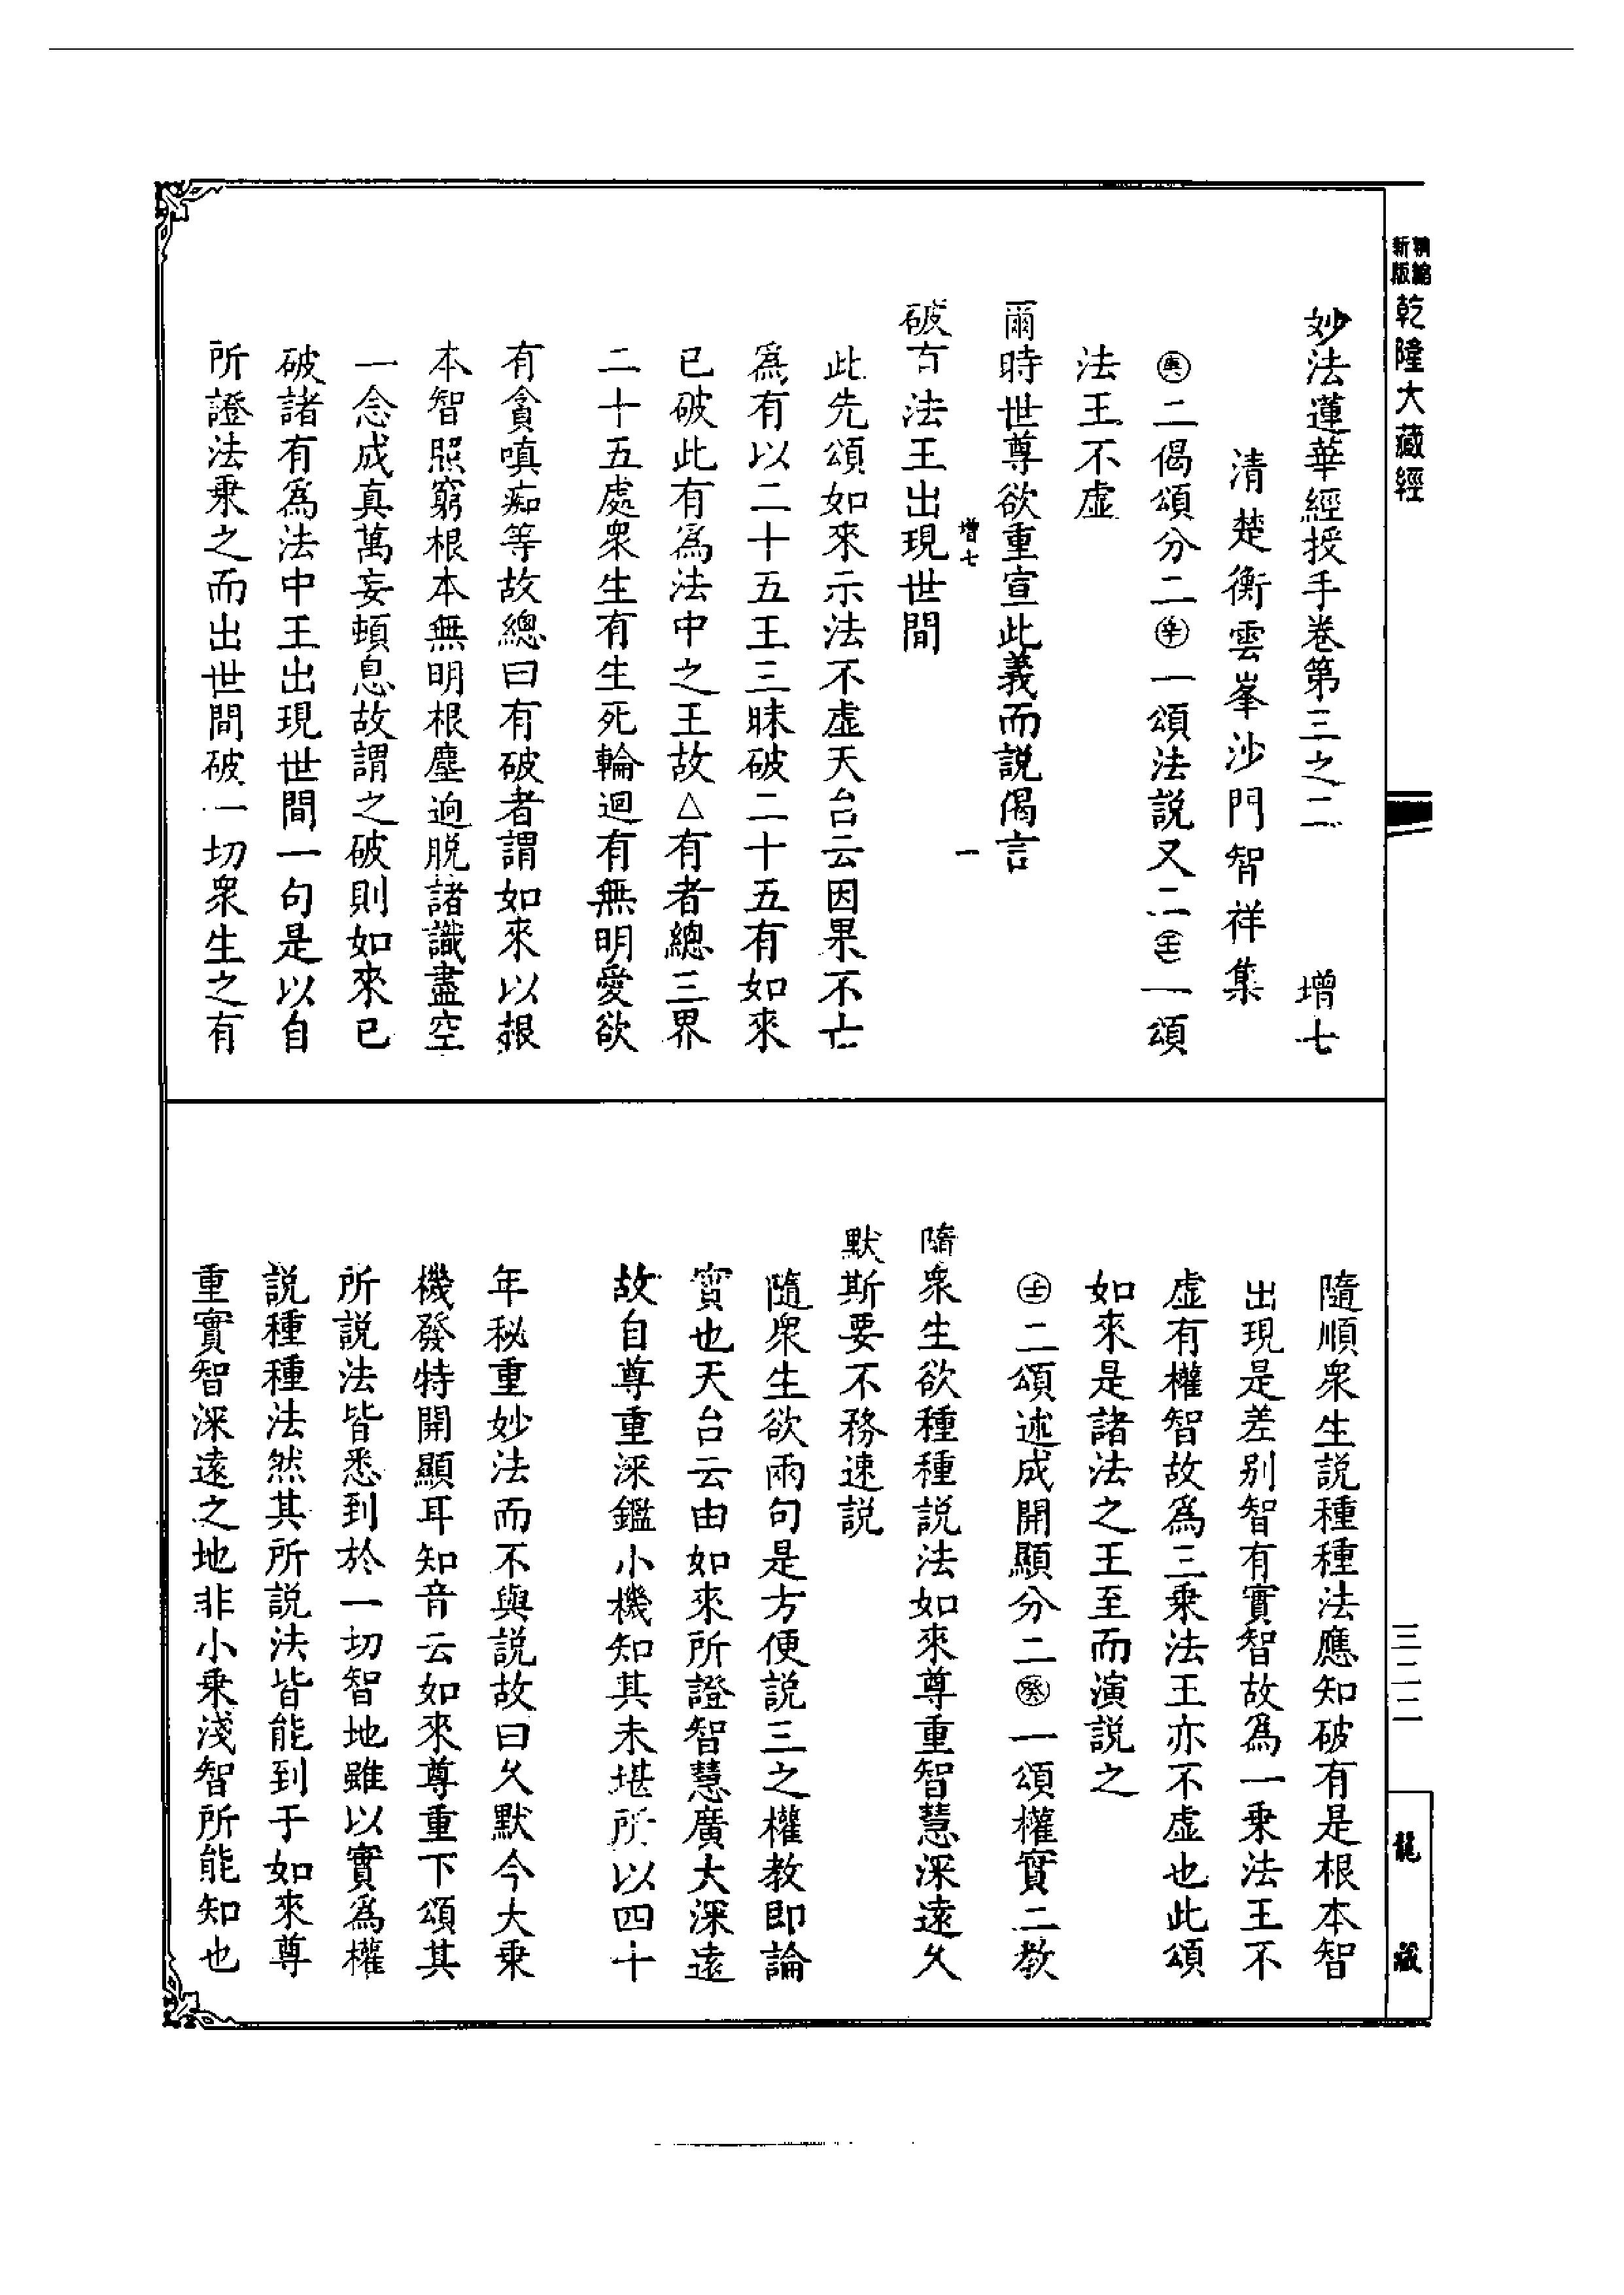 精縮新版乾隆大藏經
妙法蓮華經授手卷第三之二 增七
清楚衡雲峯沙門智祥集
㊍二偈頌分二㊛一頌法說又二㊣一頌
法王不虛
爾時世尊欲重宣此義而說偈言
增七 一
破有法王出現世間
此先頌如來示法不虛天台云因果不亡
爲有以二十五王三昧破二十五有如來
已破此有爲法中之王故△有者總三界
二十五處衆生有生死輪迴有無明愛欲
有貪嗔痴等故總曰有破者謂如來以根
本智照窮根本無明根塵迥脫諸識盡空
一念成真萬妄頓息故謂之破則如來已
破諸有爲法中王出現世間一句是以自
所證法乘之而出世間破一切衆生之有
隨順衆生說種種法應知破有是根本智
出現是差別智有實智故爲一乘法王不
虛有權智故爲三乘法王亦不虛也此頌
如來是諸法之王至而演說之
二頌述成開顯分二一頌權實二教
隨衆生欲種種說法如來尊重智慧深遠久
默斯要不務速說
隨衆生欲兩句是方便說三之權教即論
實也天台云由如來所證智慧廣大深遠
故自尊重深鑑小機知其未堪所以四十
年秘重妙法而不與說故曰久默今大乘
機發特開顯耳知音云如來尊重下頌其
所說法皆悉到於一切智地雖以實爲權
說種種法然其所說法皆能到于如來尊
重實智深遠之地非小乘淺智所能知也
三二二
龍藏